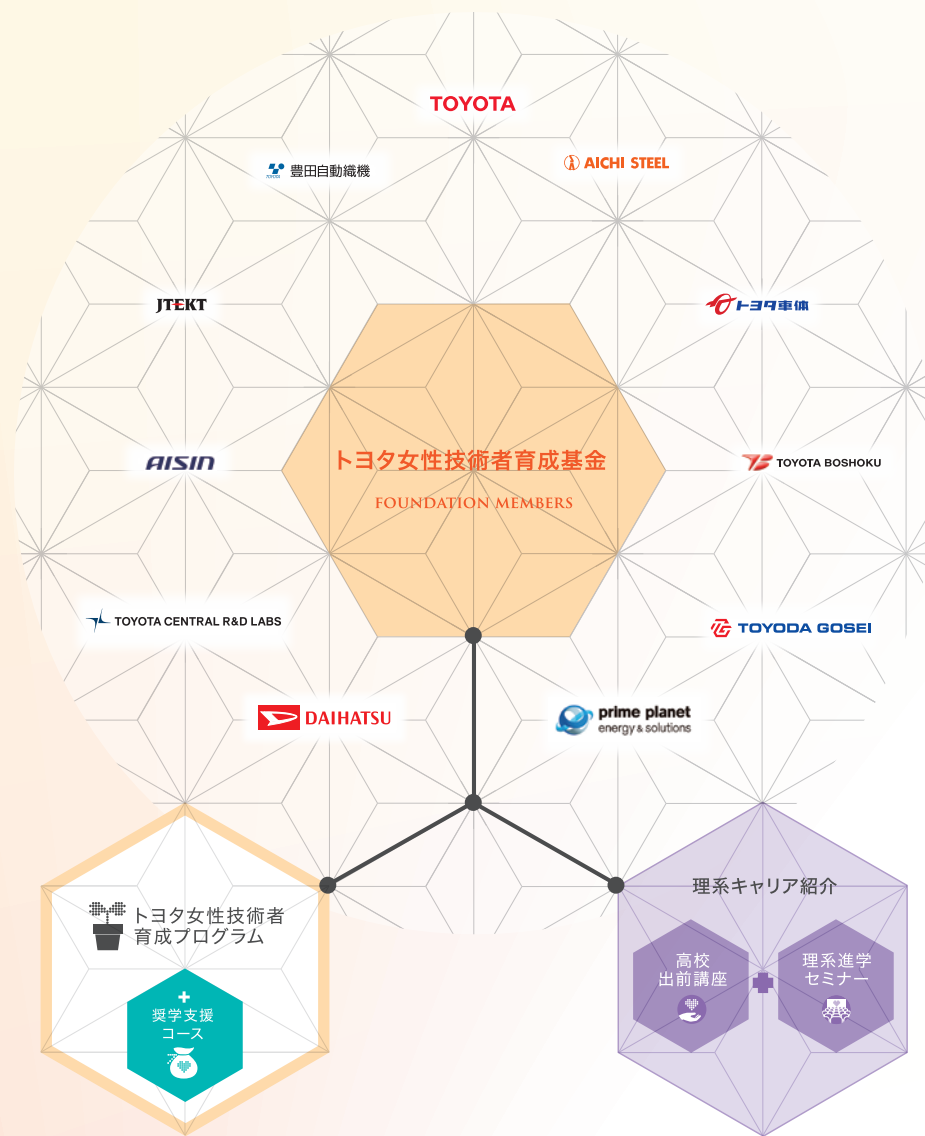 TOYOTA
TOYOTA 豊田自動織機
AICHI STEEL
JTEKT
トヨタ車体
トヨタ女性技術者育成基金
FOUNDATION MEMBERS
AISIN
TOYOTA BOSHOKU
TOYOTA CENTRAL R&D LABS
TOYODA GOSEI
DAIHATSU
prime planet
energy & solutions
トヨタ女性技術者
育成プログラム
+
奨学支援
コース
理系キャリア紹介
高校
出前講座
理系進学
セミナー